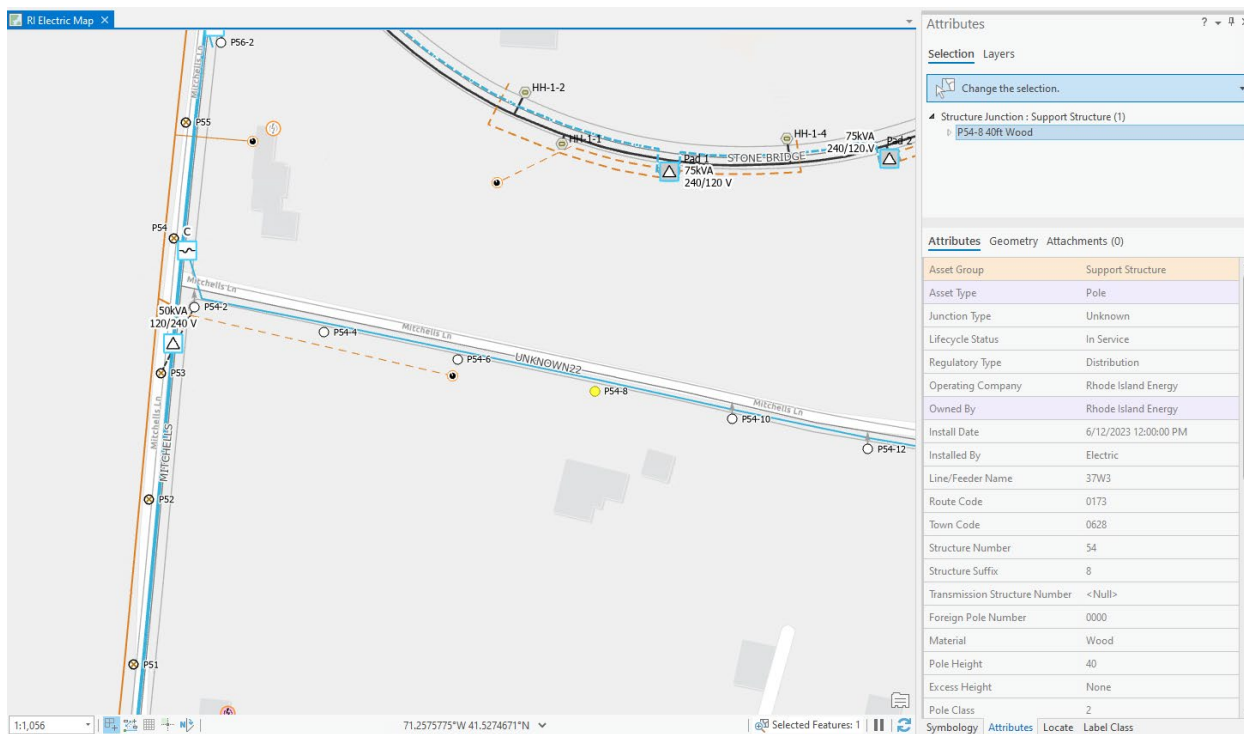 RI Electric Map
P56-2
Mitchells Ln
HH-1-2
P55
HH-1-1
HH-1-4
75kVA
240/120 V
Pad 2
Pad 1
STONE BRIDGE
75kVA
240/120 V
P54
C
Mitchells Ln
50kVA
120/240 V
P54-2
P54-4
Mitchells Ln
P54-6
UNKNOWN22
P53
P54-8
Mitchells Ln
P54-10
P54-12
Mitchells Ln
MITCHELLS
P52
P51
1:1,056
71.2575775°W 41.5274671°N
Selected Features: 1
Attributes
Selection Layers
Change the selection.
Structure Junction : Support Structure (1)
P54-8 40ft Wood
Attributes Geometry Attachments (0)
Asset Group Support Structure
Asset Type Pole
Junction Type Unknown
Lifecycle Status In Service
Regulatory Type Distribution
Operating Company Rhode Island Energy
Owned By Rhode Island Energy
Install Date 6/12/2023 12:00:00 PM
Installed By Electric
Line/Feeder Name 37W3
Route Code 0173
Town Code 0628
Structure Number 54
Structure Suffix 8
Transmission Structure Number <Null>
Foreign Pole Number 0000
Material Wood
Pole Height 40
Excess Height None
Pole Class 2
Symbology Attributes Locate Label Class